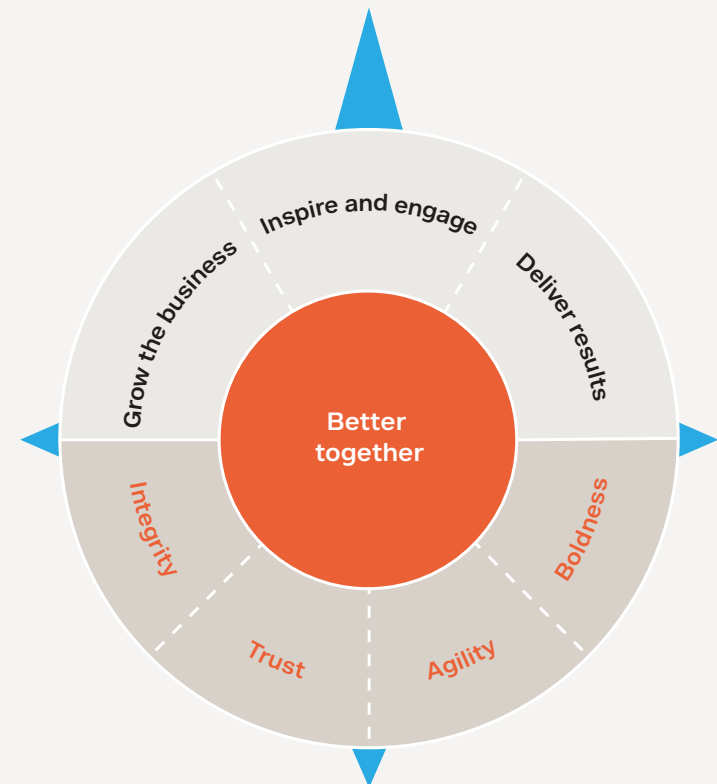 Grow the business
Inspire and engage
Deliver results
Better
together
Integrity
Trust
Agility
Boldness